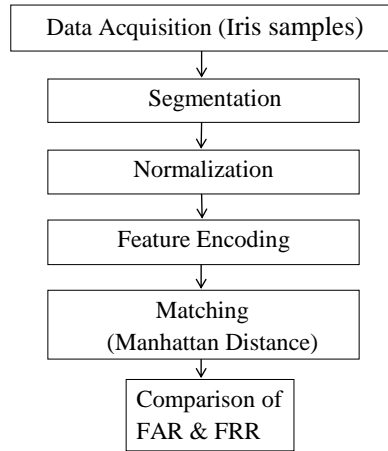 Data Acquisition (Iris samples)
Segmentation
Normalization
Feature Encoding
Matching
(Manhattan Distance)
Comparison of
FAR & FRR